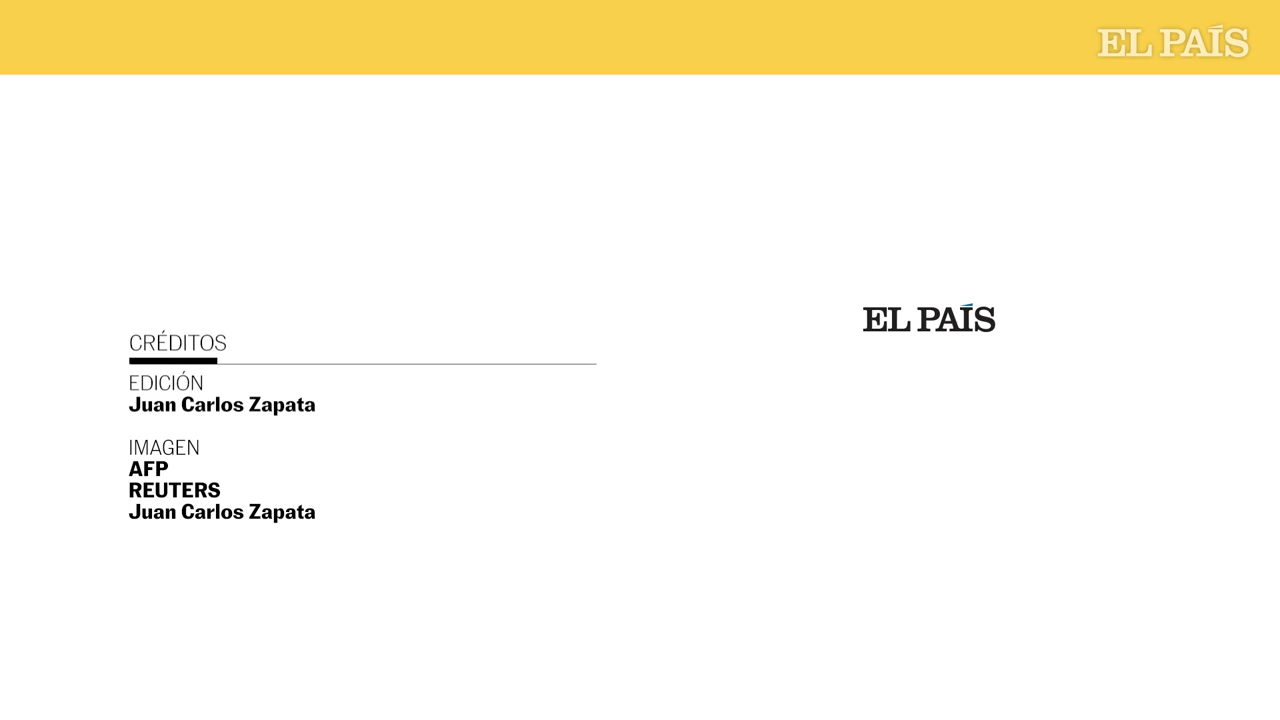 EL PAÍS
CRÉDITOS
EDICIÓN
Juan Carlos Zapata
IMAGEN
AFP
REUTERS
Juan Carlos Zapata
EL PAÍS